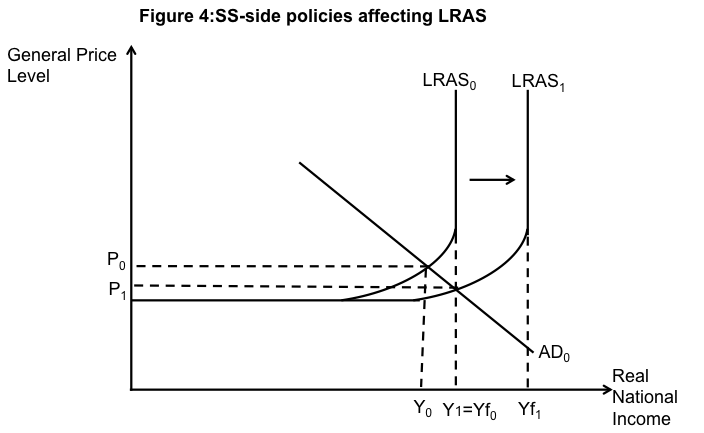 Figure 4:SS-side policies affecting LRAS
General Price
Level
LRAS₀
LRAS₁
P₀
P₁
AD₀
Y₀
Y1=Yf₀
Yf₁
Real
National
Income